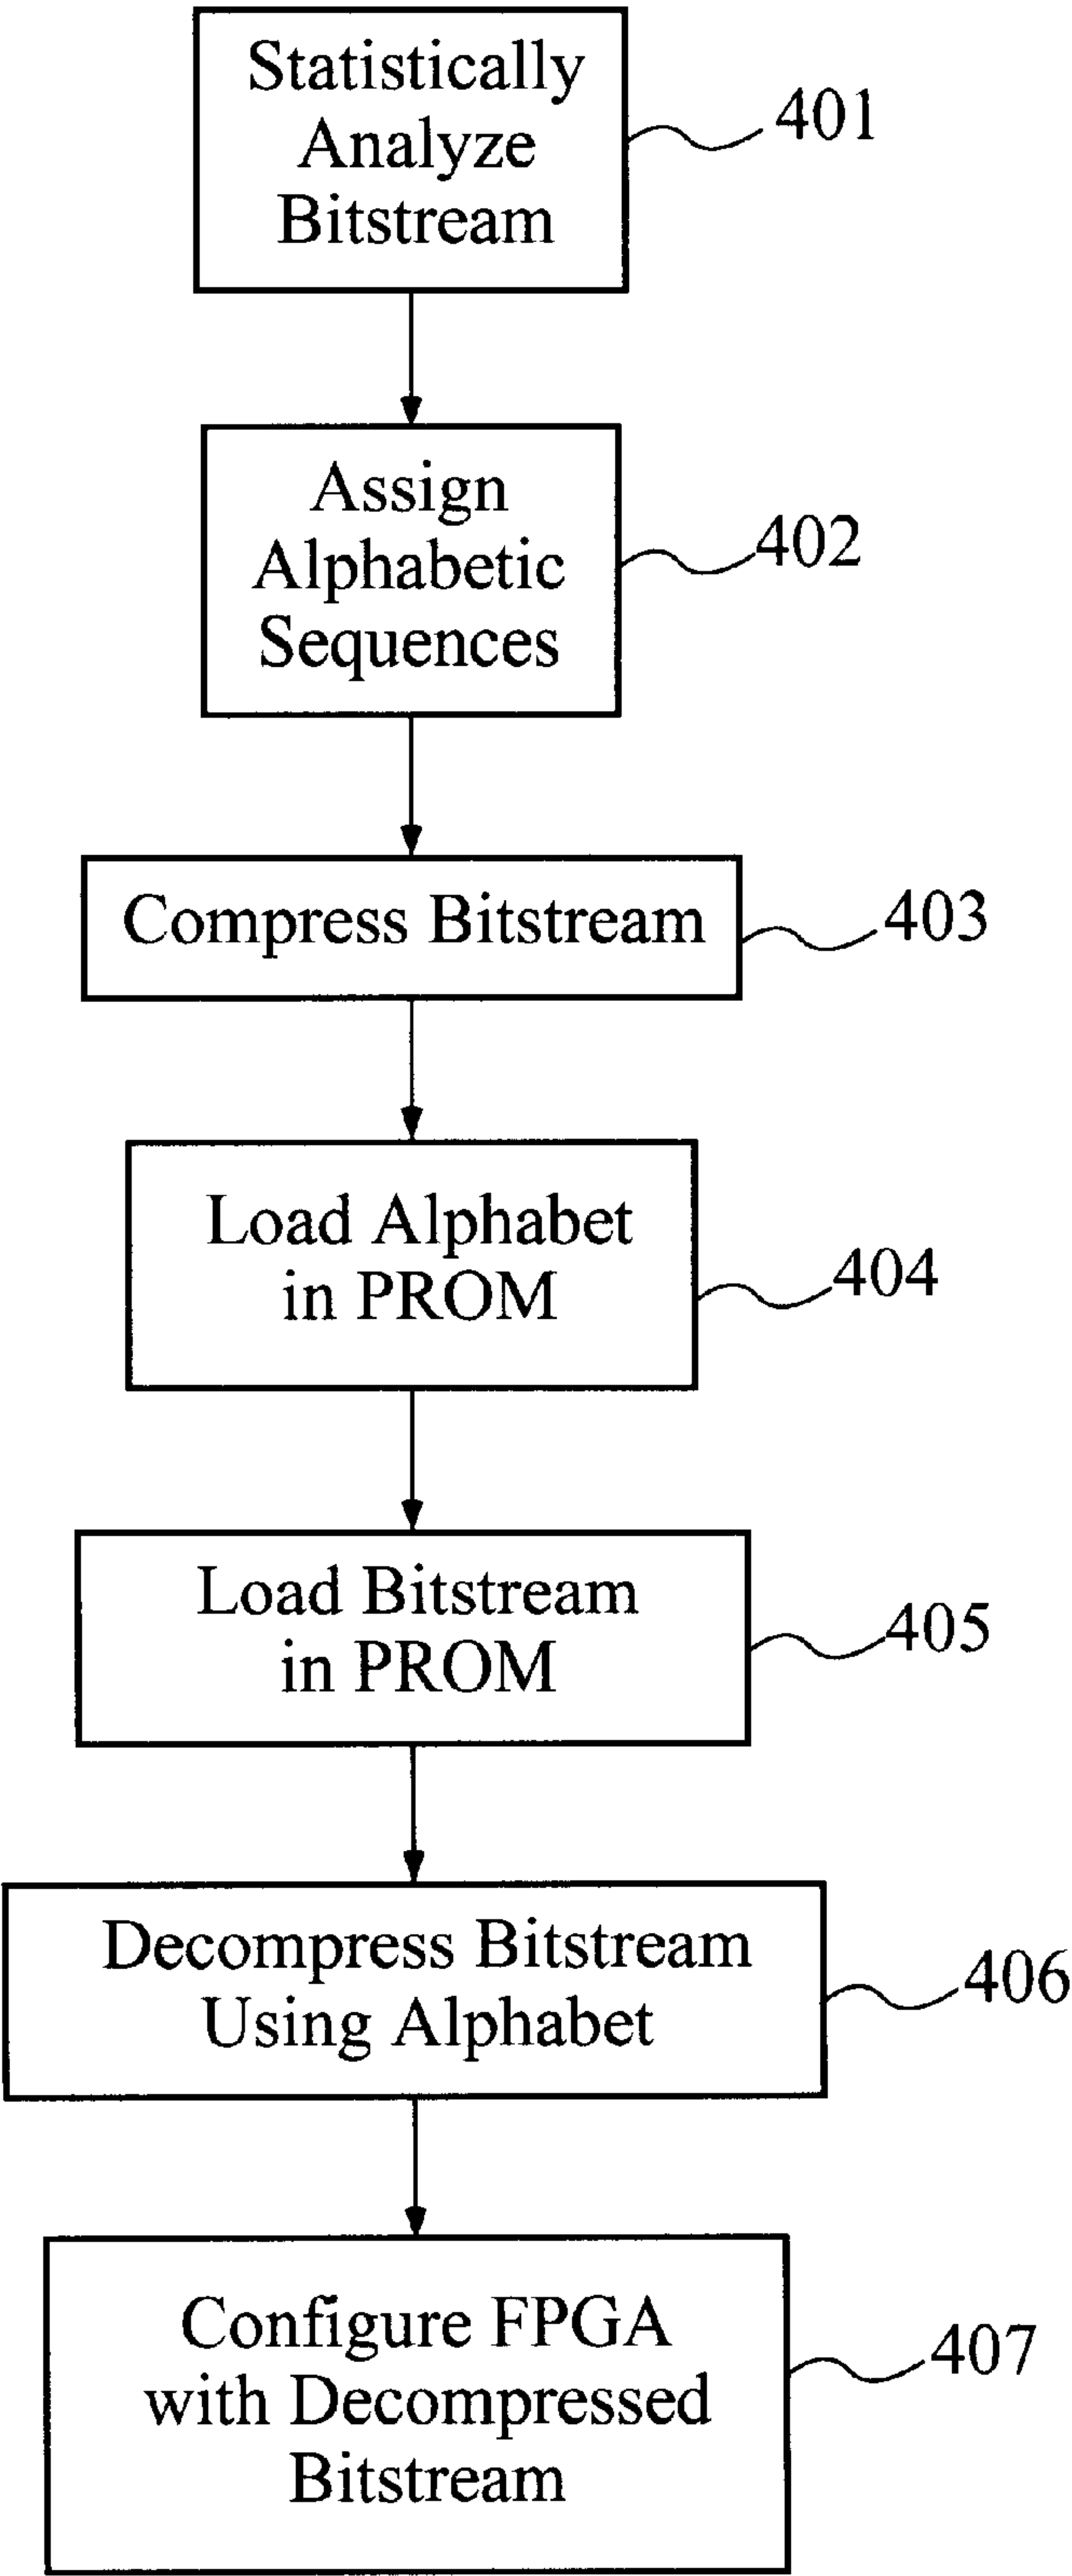 Statistically
Analyze
Bitstream
401
Assign
Alphabetic
Sequences
402
Compress Bitstream
403
Load Alphabet
in PROM
404
Load Bitstream
in PROM
405
Decompress Bitstream
Using Alphabet
406
Configure FPGA
with Decompressed
Bitstream
407